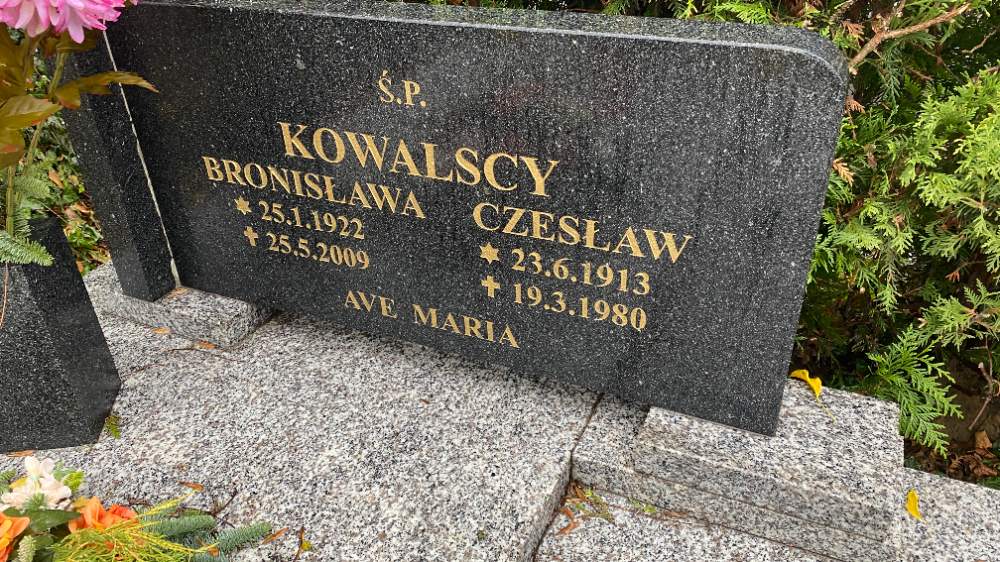 Ś.P.
KOWALSCY
BRONISŁAWA
25.1.1922
25.5.2009
CZESŁAW
23.6.1913
19.3.1980
AVE MARIA